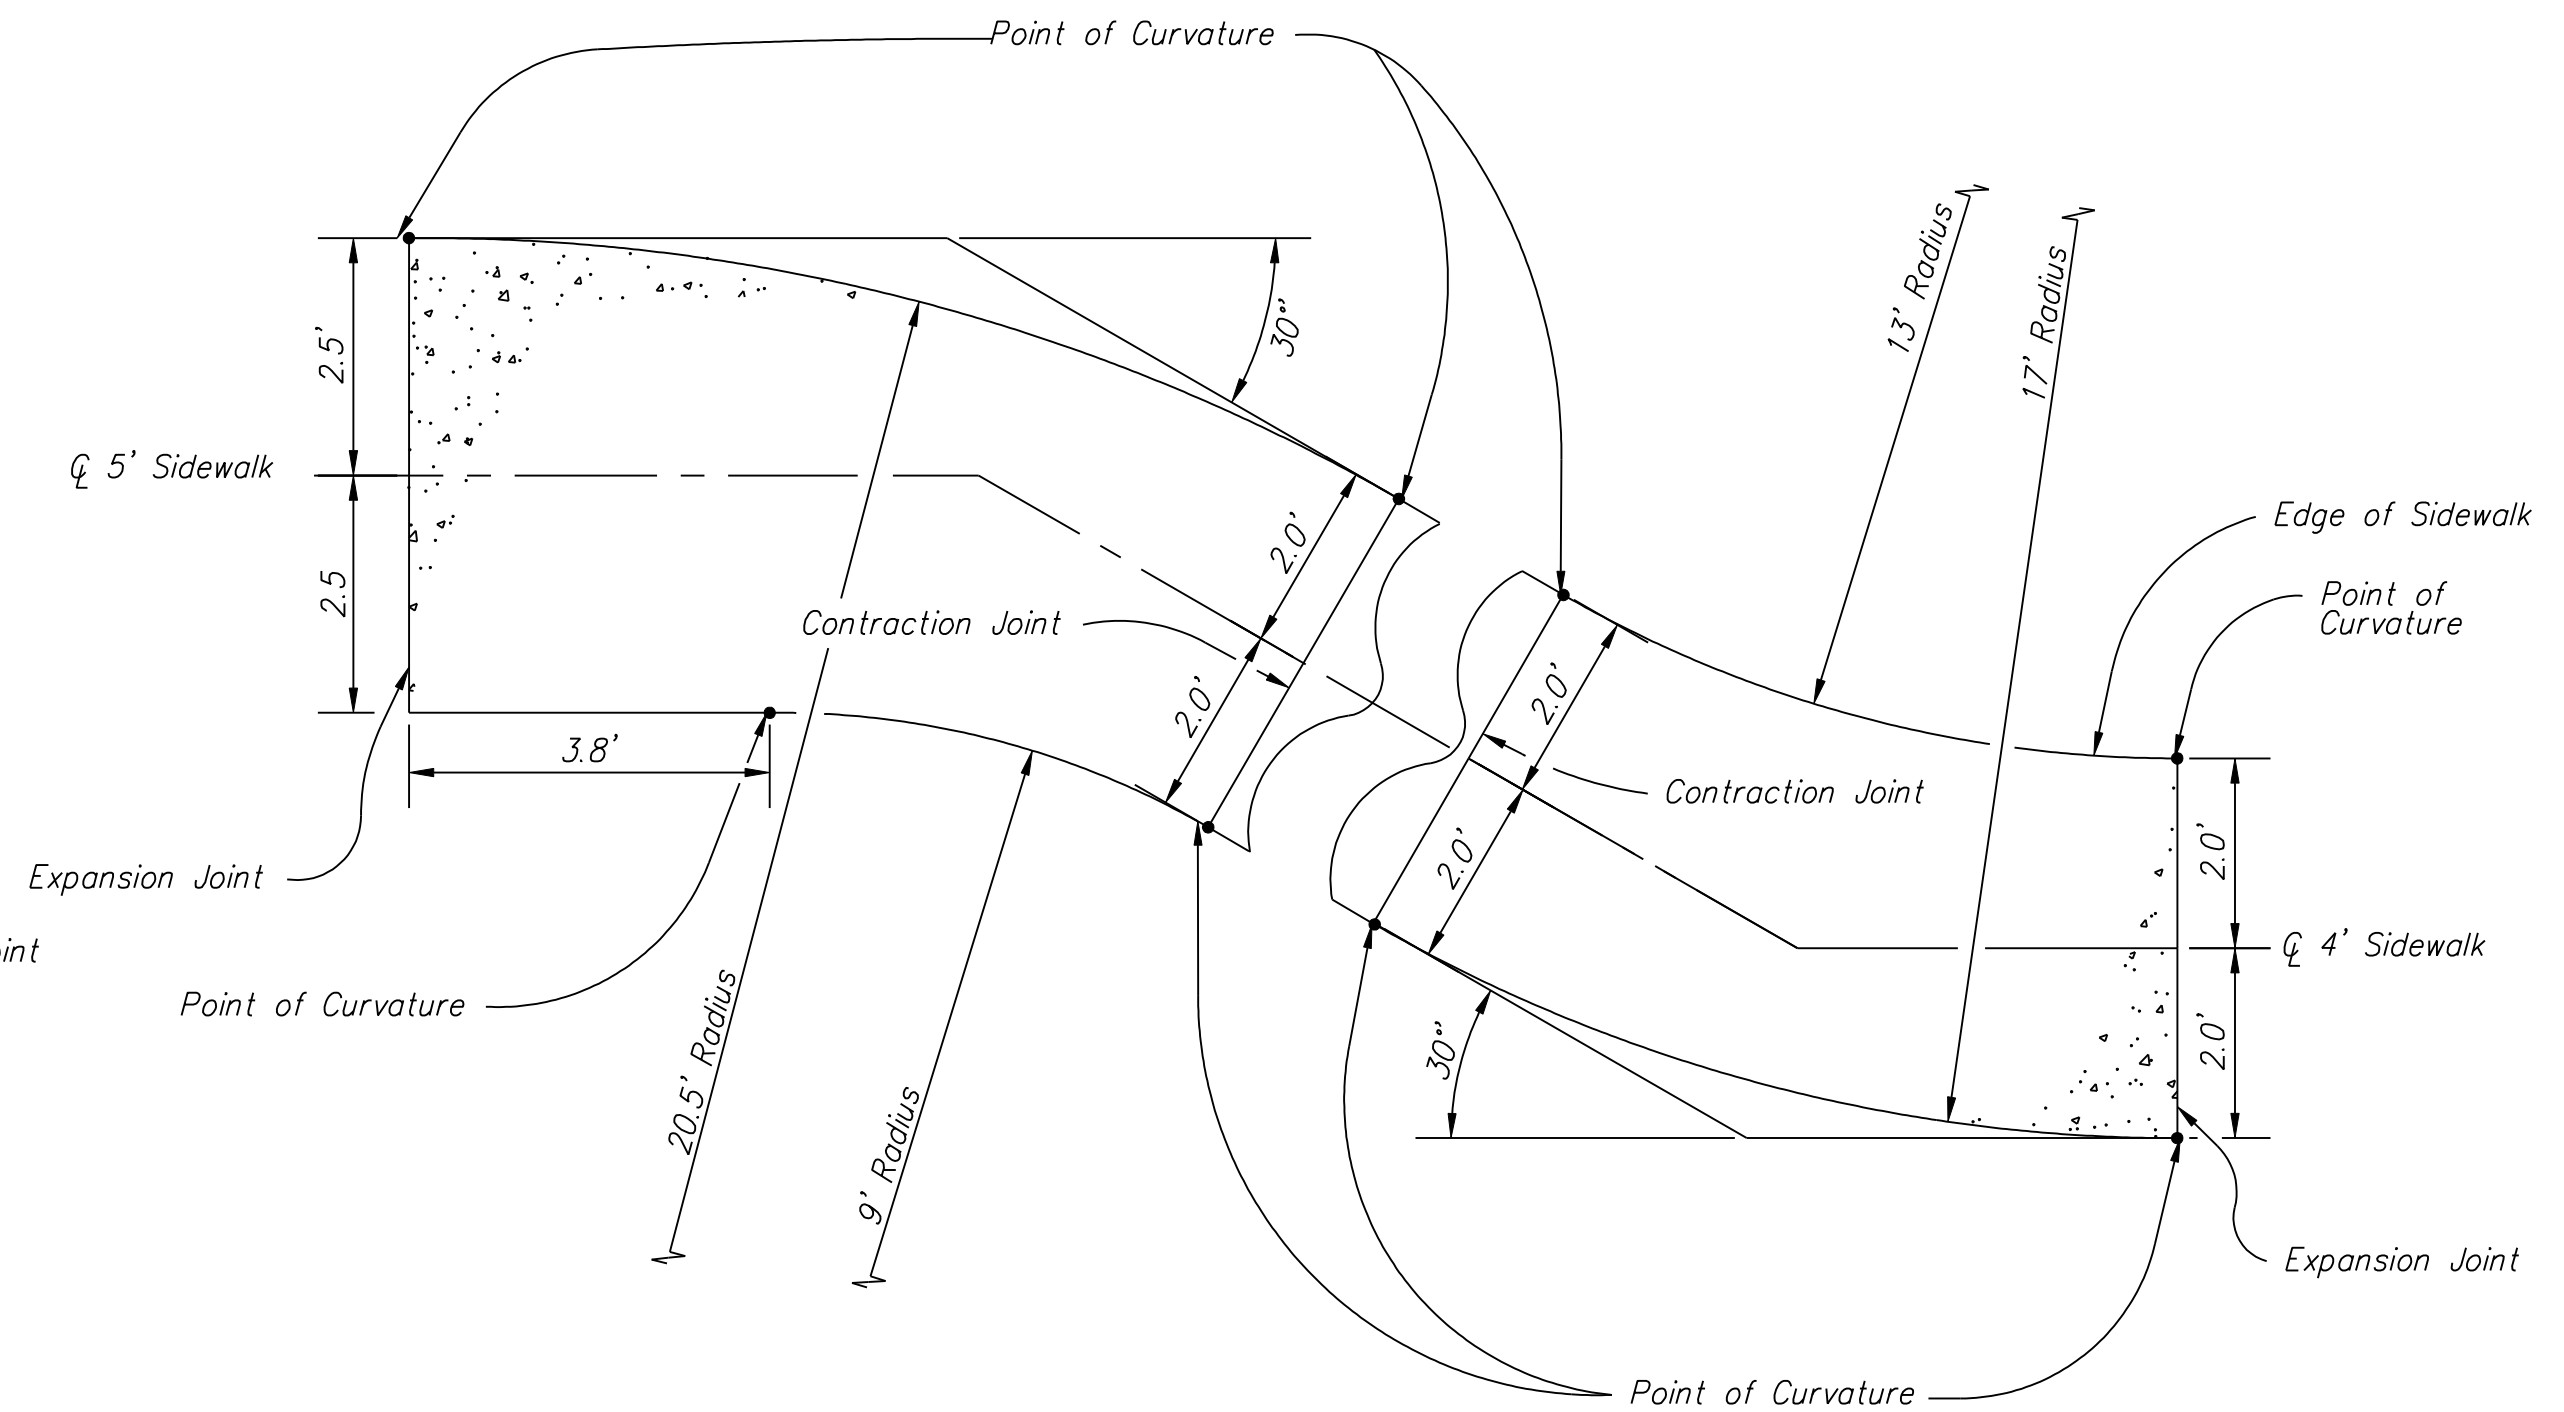 Point of Curvature
13' Radius
17' Radius
2.5'
30°
℄ 5' Sidewalk
Edge of Sidewalk
2.0'
2.5
Contraction Joint
Point of
Curvature
2.0'
2.0'
3.8'
Contraction Joint
2.0'
2.0'
Expansion Joint
int
℄ 4' Sidewalk
Point of Curvature
20.5' Radius
30°
2.0'
9' Radius
Expansion Joint
Point of Curvature